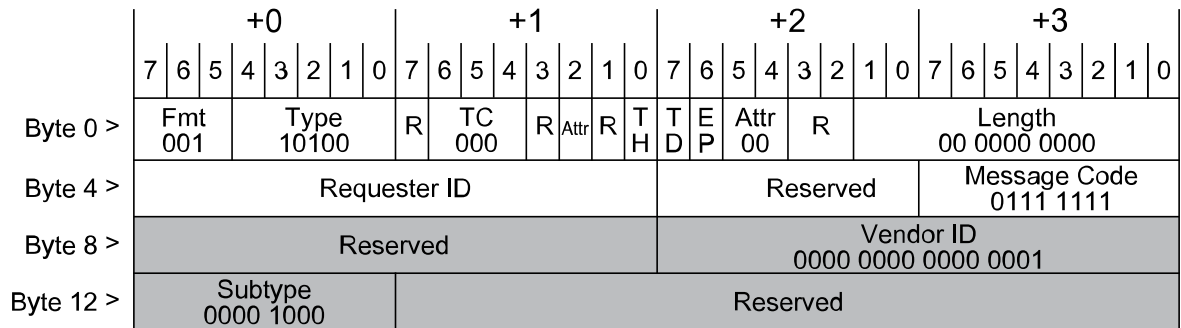 +0 +1 +2 +3
7 6 5 4 3 2 1 0 7 6 5 4 3 2 1 0 7 6 5 4 3 2 1 0 7 6 5 4 3 2 1 0
Byte 0 > Fmt 001 Type 10100 R TC 000 R Attr R TH TD EP Attr 00 R Length 00 0000 0000
Byte 4 > Requester ID Reserved Message Code 0111 1111
Byte 8 > Reserved Vendor ID 0000 0000 0000 0001
Byte 12 > Subtype 0000 1000 Reserved